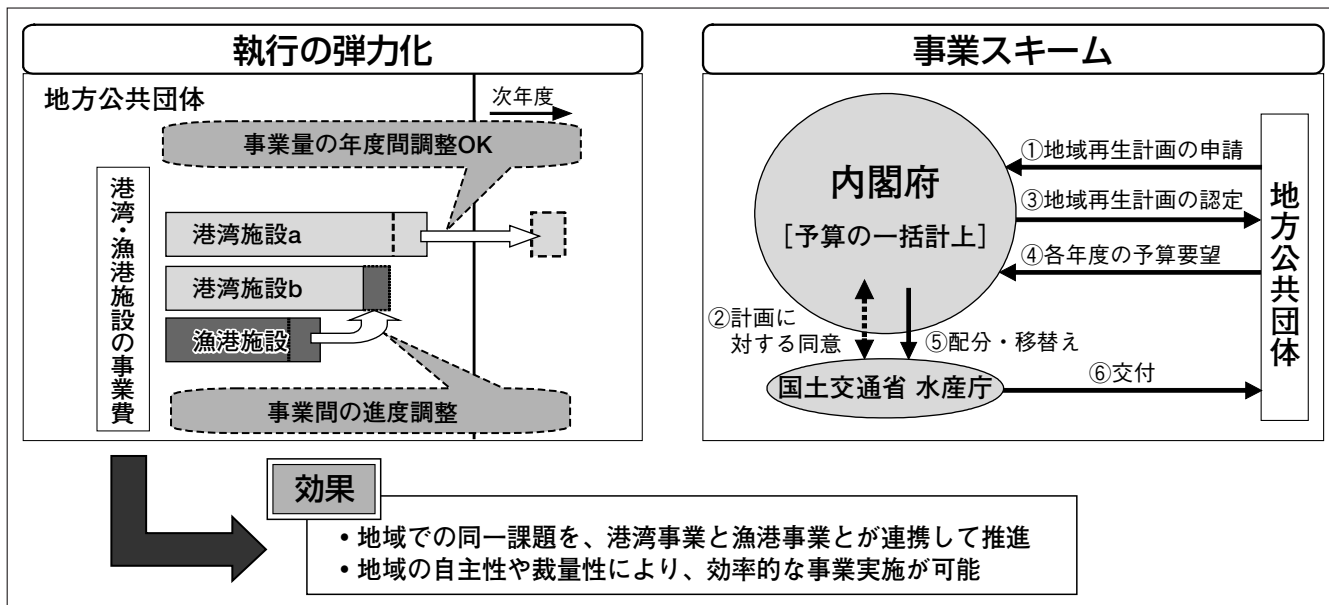 執行の弾力化
地方公共団体
次年度
事業量の年度間調整OK
港湾・漁港施設の事業費
港湾施設a
港湾施設b
漁港施設
事業間の進度調整
事業スキーム
内閣府
［予算の一括計上］
①地域再生計画の申請
③地域再生計画の認定
④各年度の予算要望
②計画に
対する同意
⑤配分・移替え
国土交通省 水産庁
⑥交付
地方公共団体
効果
・地域での同一課題を、港湾事業と漁港事業とが連携して推進
・地域の自主性や裁量性により、効率的な事業実施が可能